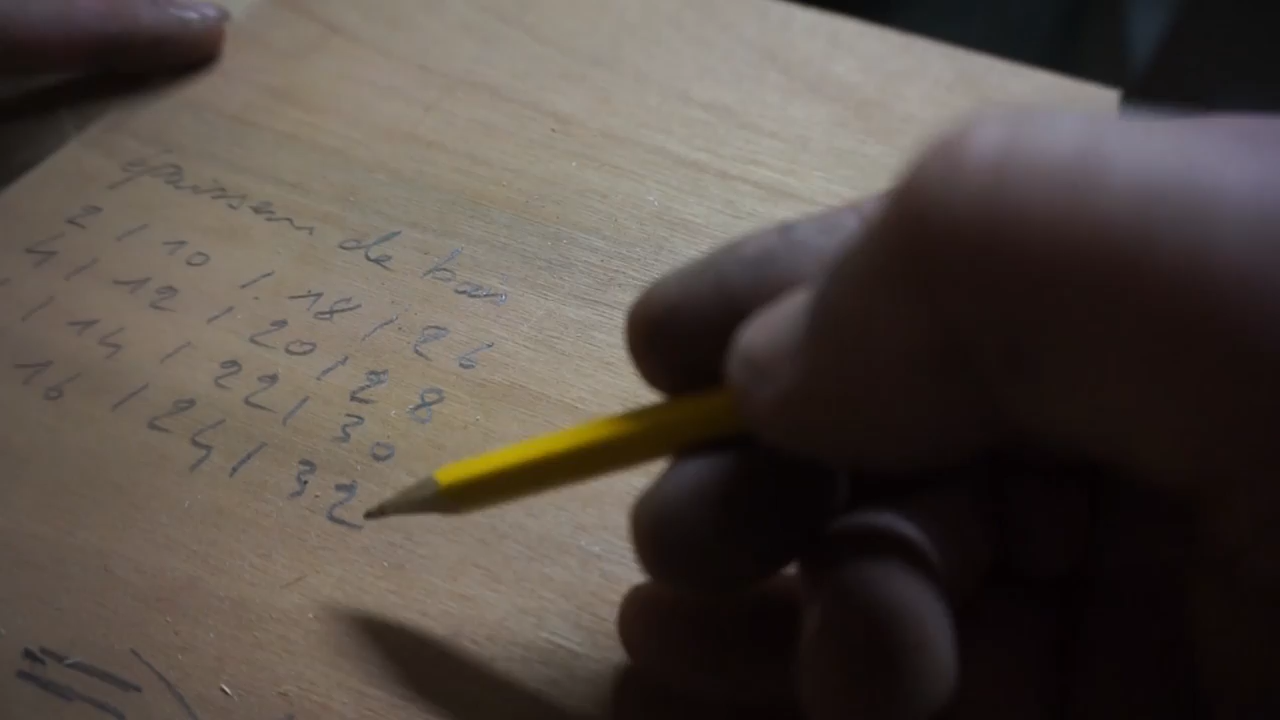 épaisseur de bois
2 / 10 / 18 / 26
4 / 12 / 20 / 28
/ 14 / 22 / 30
16 / 24 / 32